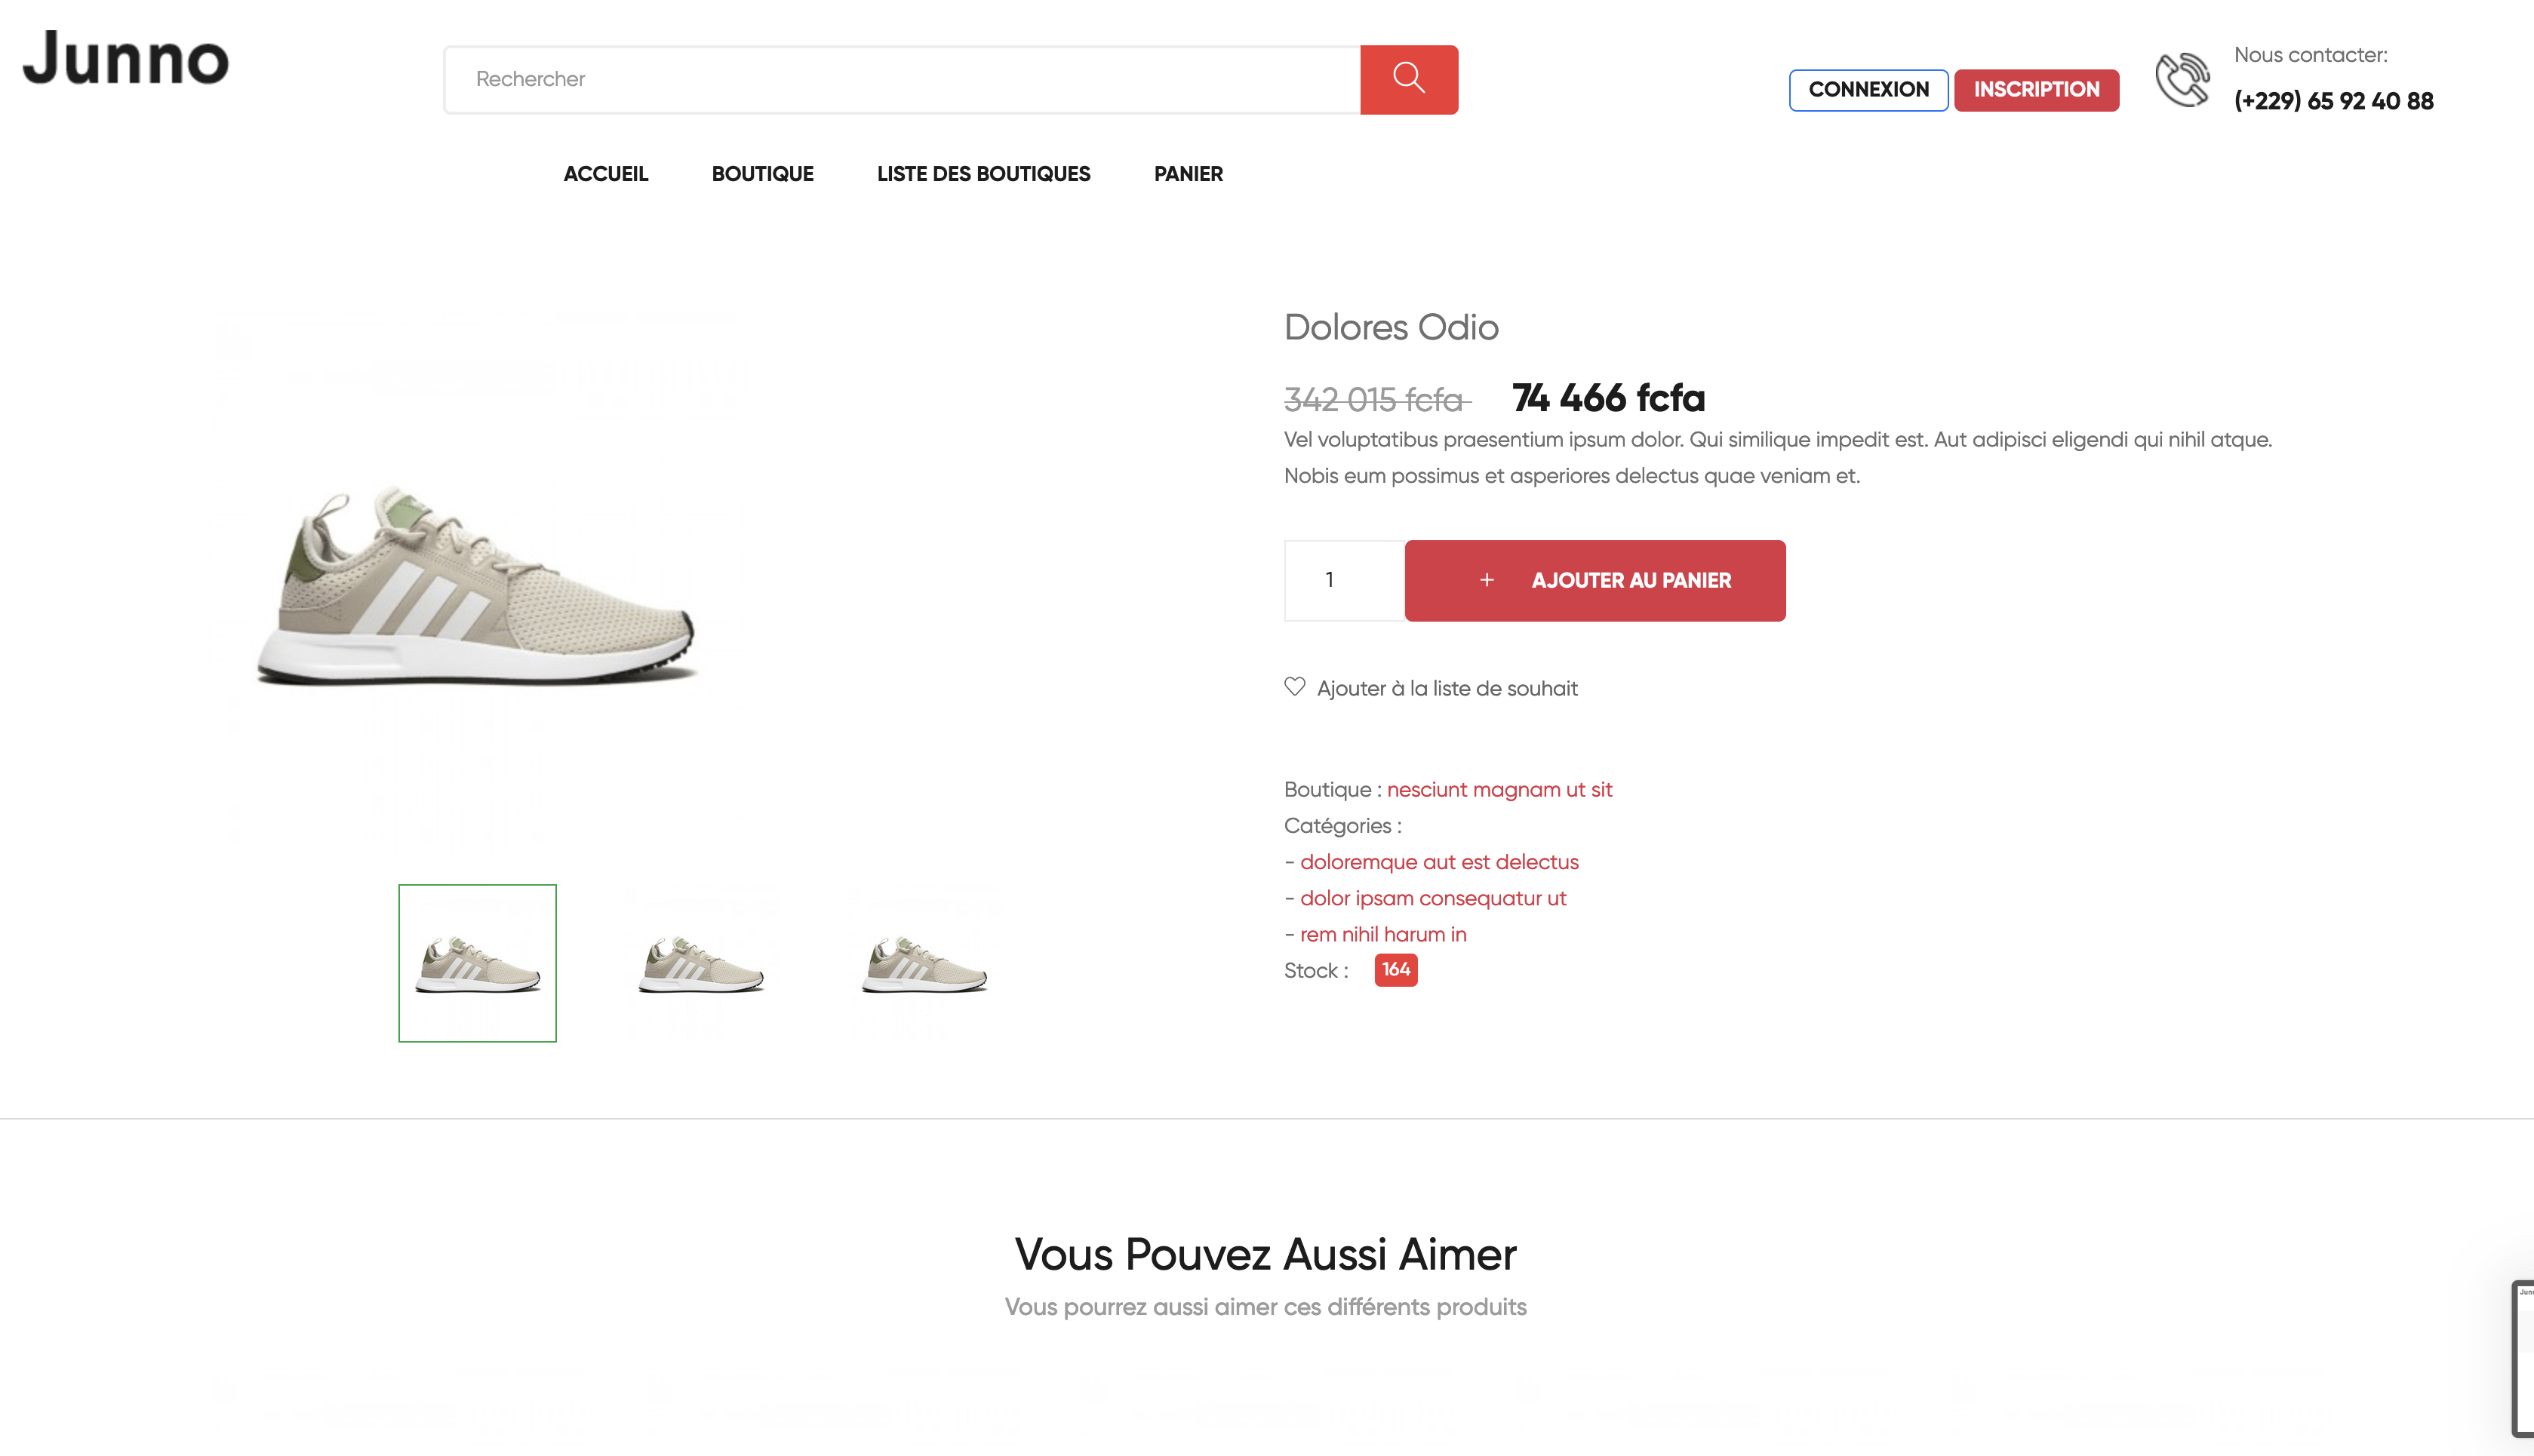 Junno
Rechercher
CONNEXION
INSCRIPTION
Nous contacter:
(+229) 65 92 40 88
ACCUEIL
BOUTIQUE
LISTE DES BOUTIQUES
PANIER
Dolores Odio
342 015 fcfa 74 466 fcfa
Vel voluptatibus praesentium ipsum dolor. Qui similique impedit est. Aut adipisci eligendi qui nihil atque.
Nobis eum possimus et asperiores delectus quae veniam et.
1
+ AJOUTER AU PANIER
Ajouter à la liste de souhait
Boutique : nesciunt magnam ut sit
Catégories :
- doloremque aut est delectus
- dolor ipsam consequatur ut
- rem nihil harum in
Stock : 164
Vous Pouvez Aussi Aimer
Vous pourrez aussi aimer ces différents produits